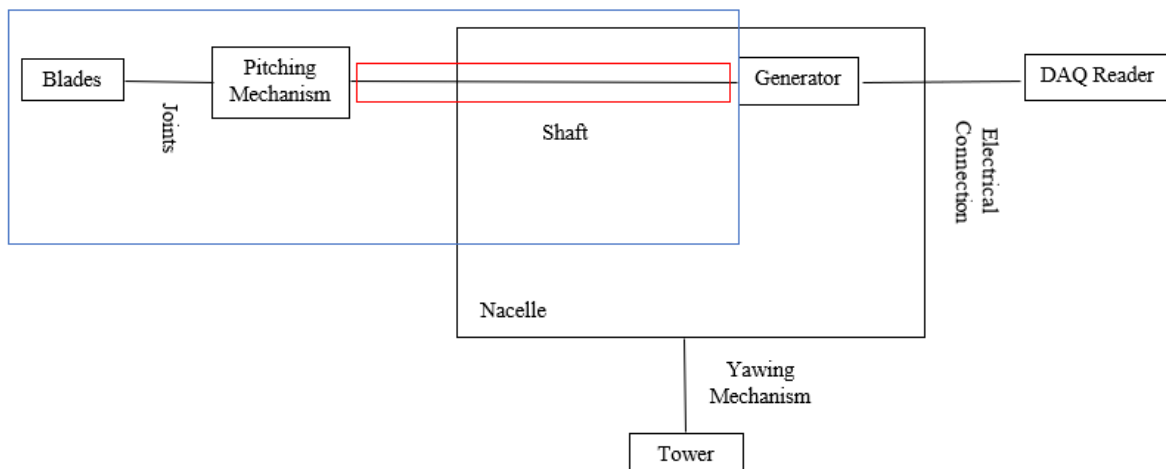 Blades
Joints
Pitching
Mechanism
Shaft
Generator
Electrical
Connection
DAQ Reader
Nacelle
Yawing
Mechanism
Tower